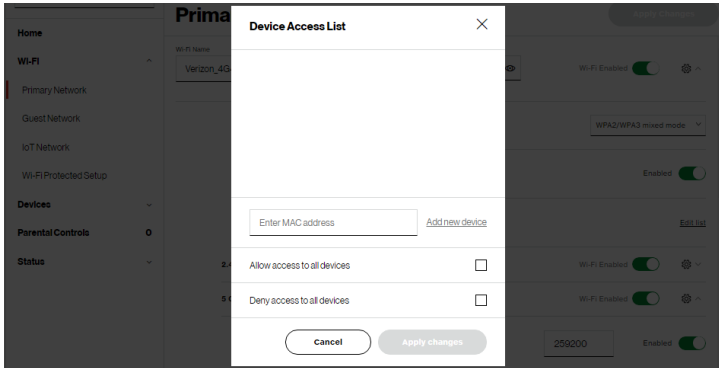 Home
Wi-Fi
Primary Network
Guest Network
IoT Network
Wi-Fi Protected Setup
Devices
Parental Controls 0
Status
Prima
Apply Changes
Wi-Fi Name
Verizon_4G
Wi-Fi Enabled
WPA2/WPA3 mixed mode
Enabled
Edit list
2.4
Wi-Fi Enabled
5 G
Wi-Fi Enabled
259200
Enabled
Device Access List
Enter MAC address
Add new device
Allow access to all devices
Deny access to all devices
Cancel
Apply changes